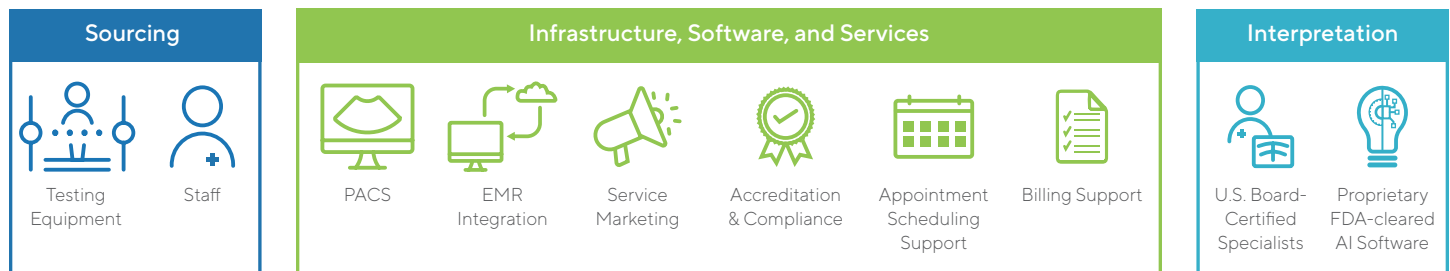 Sourcing
Testing
Equipment
Staff
Infrastructure, Software, and Services
PACS
EMR
Integration
Service
Marketing
Accreditation
& Compliance
Appointment
Scheduling
Support
Billing Support
Interpretation
U.S. Board-
Certified
Specialists
Proprietary
FDA-cleared
AI Software